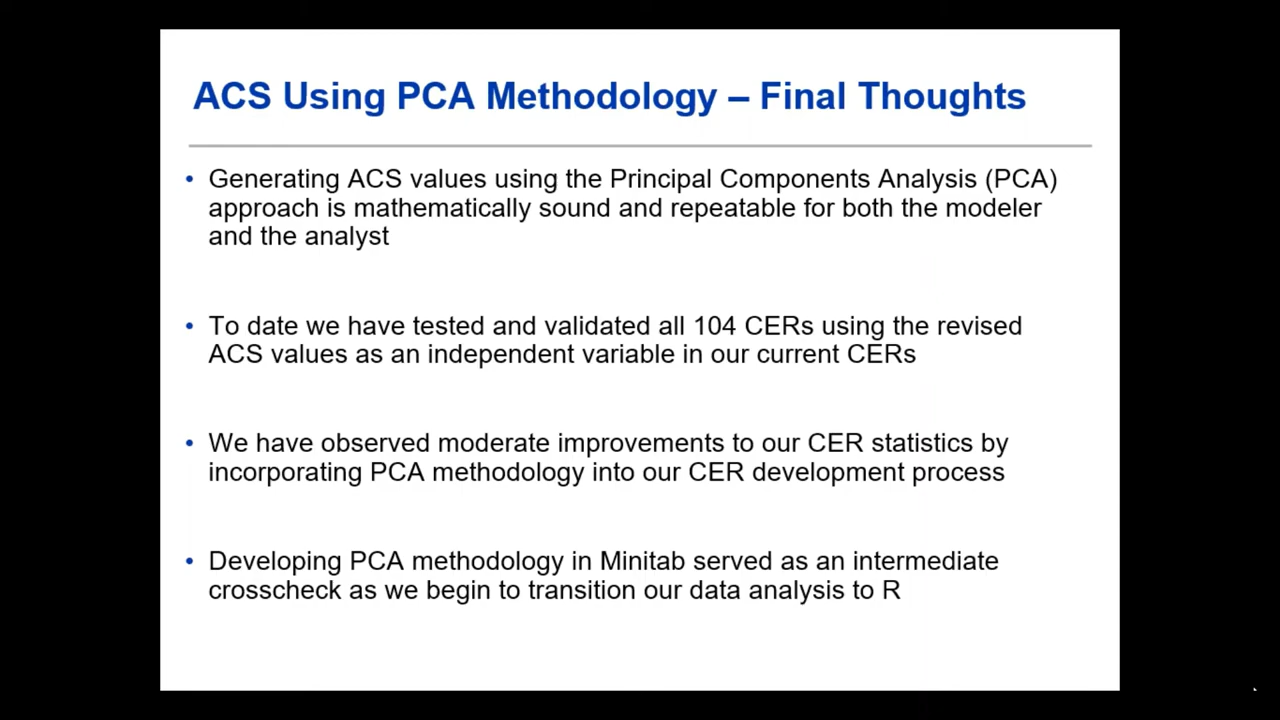 ACS Using PCA Methodology – Final Thoughts
• Generating ACS values using the Principal Components Analysis (PCA)
approach is mathematically sound and repeatable for both the modeler
and the analyst
• To date we have tested and validated all 104 CERs using the revised
ACS values as an independent variable in our current CERs
• We have observed moderate improvements to our CER statistics by
incorporating PCA methodology into our CER development process
• Developing PCA methodology in Minitab served as an intermediate
crosscheck as we begin to transition our data analysis to R